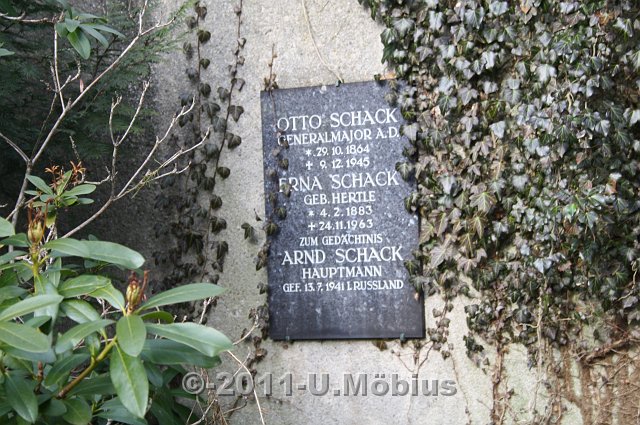 OTTO SCHACK
GENERALMAJOR A.D.
* 29.10.1864
+ 9.12.1945
ERNA SCHACK
GEB. HERTLE
* 4.2.1883
+ 24.11.1963
ZUM GEDÄCHTNIS
ARND SCHACK
HAUPTMANN
GEF. 13.7.1941 I. RUSSLAND
©-2011-U.Möbius